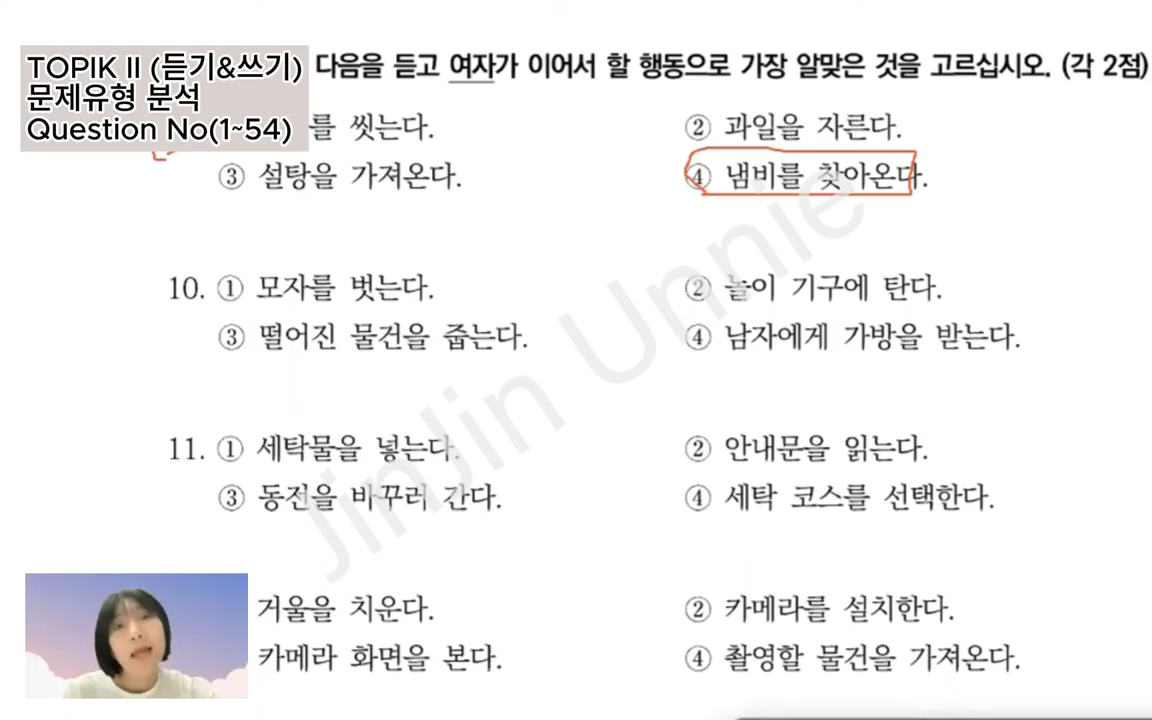 TOPIK II (듣기&쓰기)
문제유형 분석
Question No(1~54)
다음을 듣고 여자가 이어서 할 행동으로 가장 알맞은 것을 고르십시오. (각 2점)
를 씻는다. ② 과일을 자른다.
③ 설탕을 가져온다. ④ 냄비를 찾아온다.
10. ① 모자를 벗는다. ② 놀이 기구에 탄다.
③ 떨어진 물건을 줍는다. ④ 남자에게 가방을 받는다.
11. ① 세탁물을 넣는다. ② 안내문을 읽는다.
③ 동전을 바꾸러 간다. ④ 세탁 코스를 선택한다.
거울을 치운다. ② 카메라를 설치한다.
카메라 화면을 본다. ④ 촬영할 물건을 가져온다.
JinJin Unnie